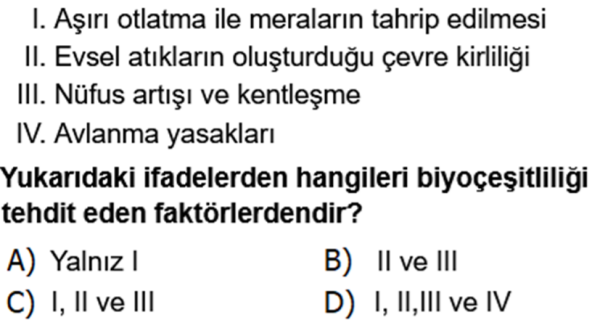 I. Aşırı otlatma ile meraların tahrip edilmesi
II. Evsel atıkların oluşturduğu çevre kirliliği
III. Nüfus artışı ve kentleşme
IV. Avlanma yasakları
Yukarıdaki ifadelerden hangileri biyoçeşitliliği
tehdit eden faktörlerdendir?
A) Yalnız I B) II ve III
C) I, II ve III D) I, II,III ve IV